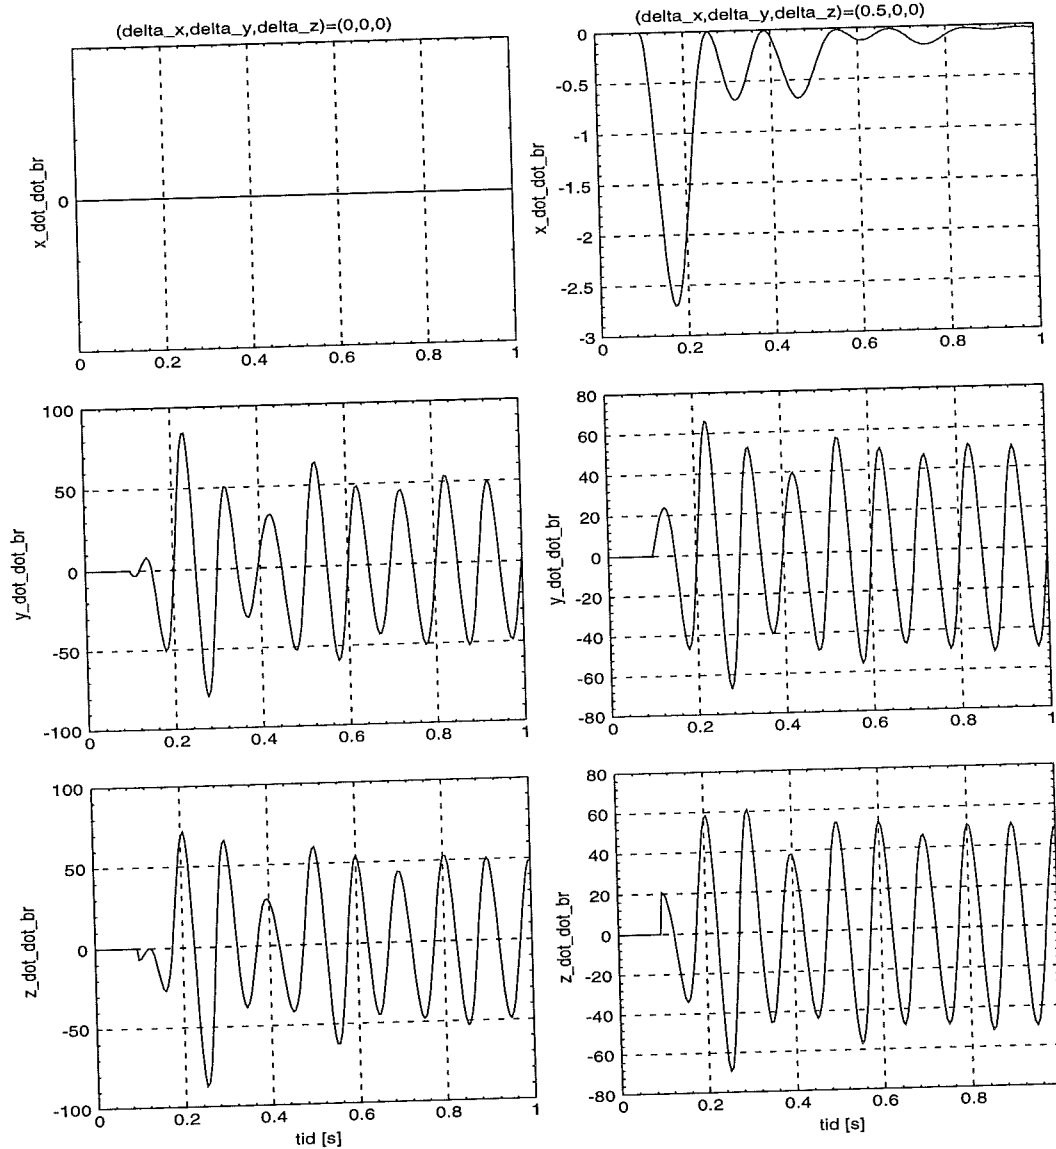 (delta_x,delta_y,delta_z)=(0,0,0)
x_dot_dot_br
0
0 0.2 0.4 0.6 0.8 1
(delta_x,delta_y,delta_z)=(0.5,0,0)
x_dot_dot_br
0
-0.5
-1
-1.5
-2
-2.5
-3
0 0.2 0.4 0.6 0.8 1
y_dot_dot_br
100
50
0
-50
-100
0 0.2 0.4 0.6 0.8 1
y_dot_dot_br
80
60
40
20
0
-20
-40
-60
-80
0 0.2 0.4 0.6 0.8 1
z_dot_dot_br
100
50
0
-50
-100
0 0.2 0.4 0.6 0.8 1
tid [s]
z_dot_dot_br
80
60
40
20
0
-20
-40
-60
-80
0 0.2 0.4 0.6 0.8
tid [s]